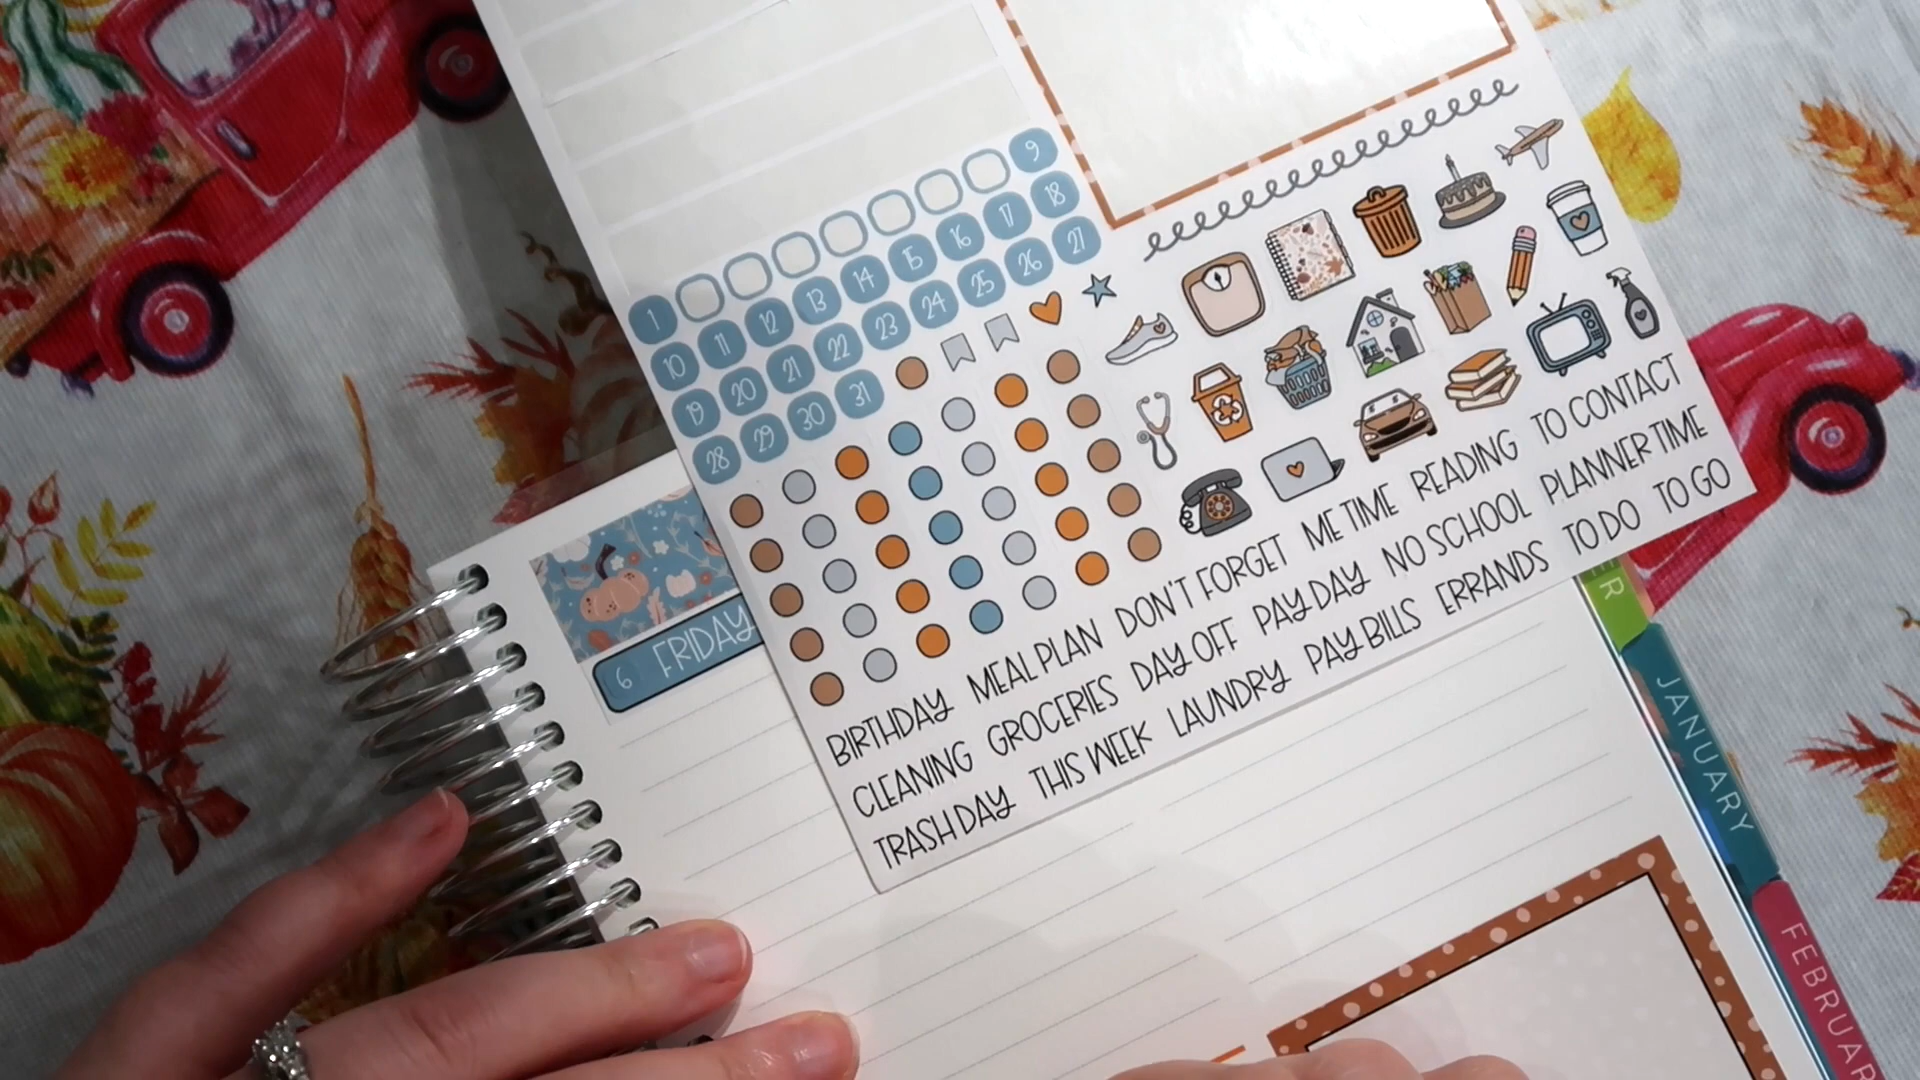 1 9
10 11 12 13 14 15 16 17 18
19 20 21 22 23 24 25 26 27
28 29 30 31
BIRTHDAY MEAL PLAN DON'T FORGET ME TIME READING TO CONTACT
CLEANING GROCERIES DAY OFF PAY DAY NO SCHOOL PLANNER TIME
TRASH DAY THIS WEEK LAUNDRY PAY BILLS ERRANDS TO DO TO GO
6 FRIDAY
ER
JANUARY
FEBRUAR